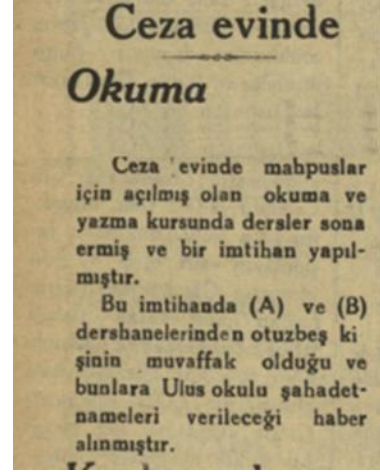 Ceza evinde
Okuma
Ceza evinde mahpuslar
için açılmış olan okuma ve
yazma kursunda dersler sona
ermiş ve bir imtihan yapıl-
mıştır.
Bu imtihanda (A) ve (B)
dershanelerinden otuzbeş ki
şinin muvaffak olduğu ve
bunlara Ulus okulu şahadet-
nameleri verileceği haber
alınmıştır.